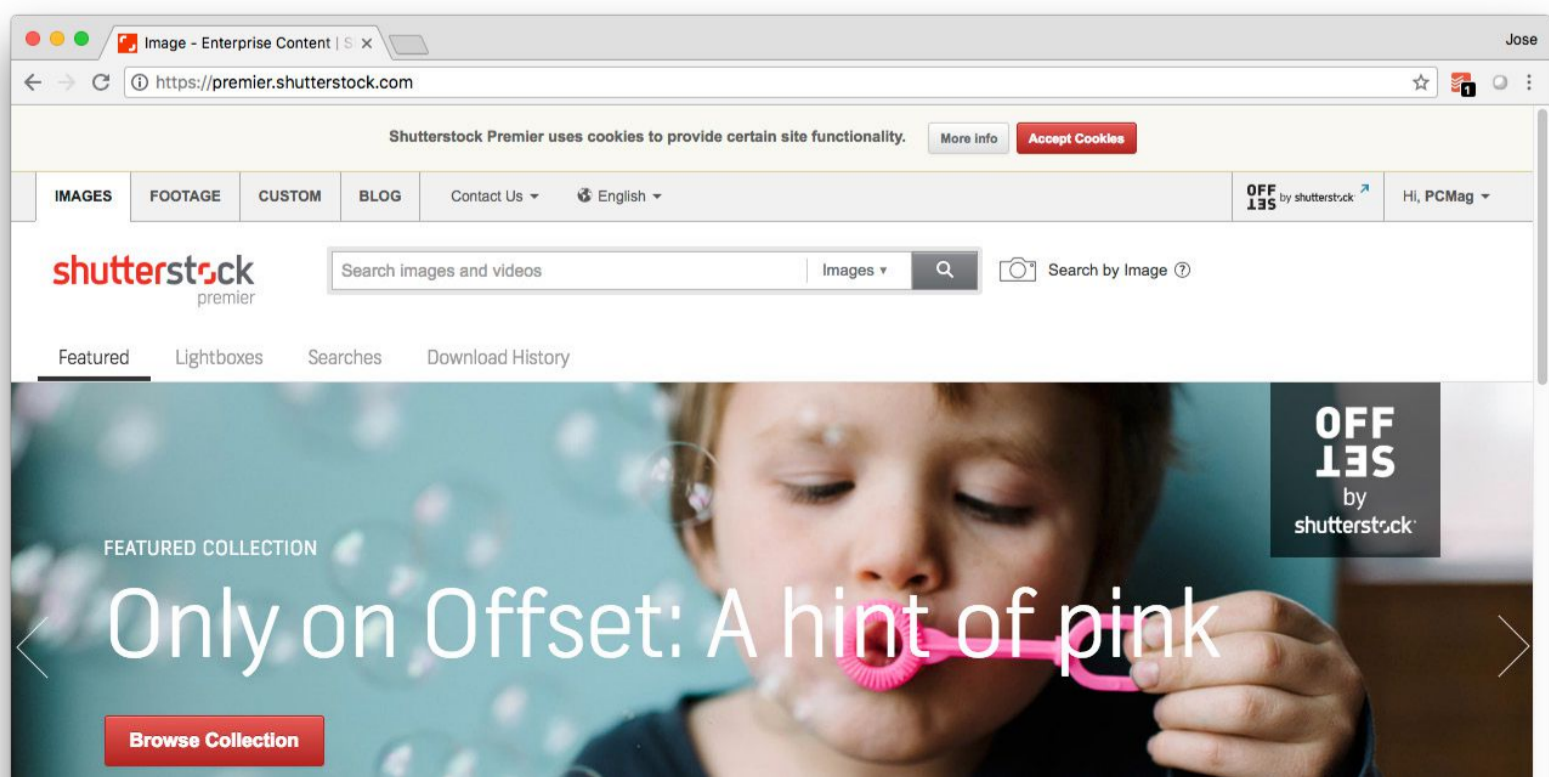 Image - Enterprise Content | S
Jose
https://premier.shutterstock.com
1
Shutterstock Premier uses cookies to provide certain site functionality. More info Accept Cookies
IMAGES FOOTAGE CUSTOM BLOG Contact Us English OFFSET by shutterstock Hi, PCMag
shutterstock
premier
Search images and videos Images Search by Image ?
Featured Lightboxes Searches Download History
OFF
SET
by
shutterstock
FEATURED COLLECTION
Only on Offset: A hint of pink
Browse Collection